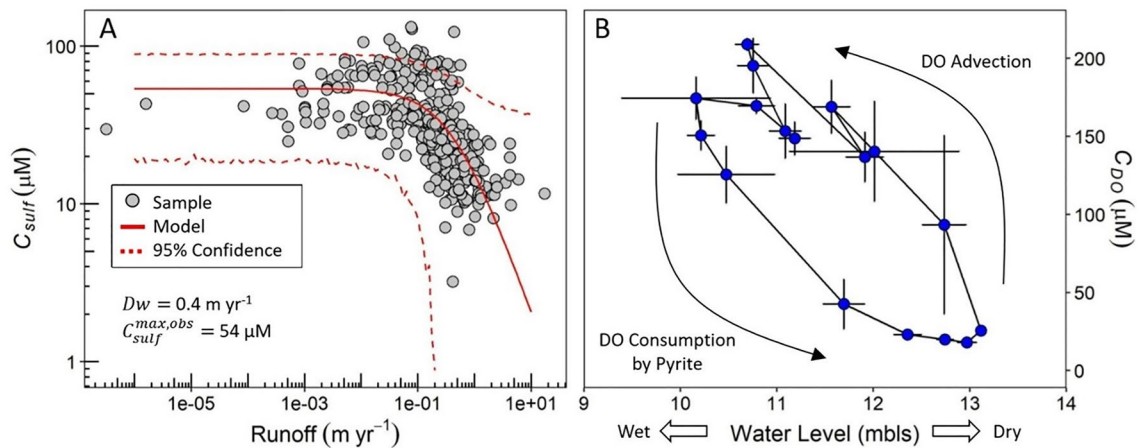 A
100
10
1
C_sulf (µM)
Sample
Model
95% Confidence
Dw = 0.4 m yr⁻¹
C_sulf^max,obs = 54 µM
1e-05 1e-03 1e-01 1e+01
Runoff (m yr⁻¹)
B
DO Advection
DO Consumption
by Pyrite
200
150
100
50
0
C_DO (µM)
9 10 11 12 13 14
Wet Water Level (mbls) Dry